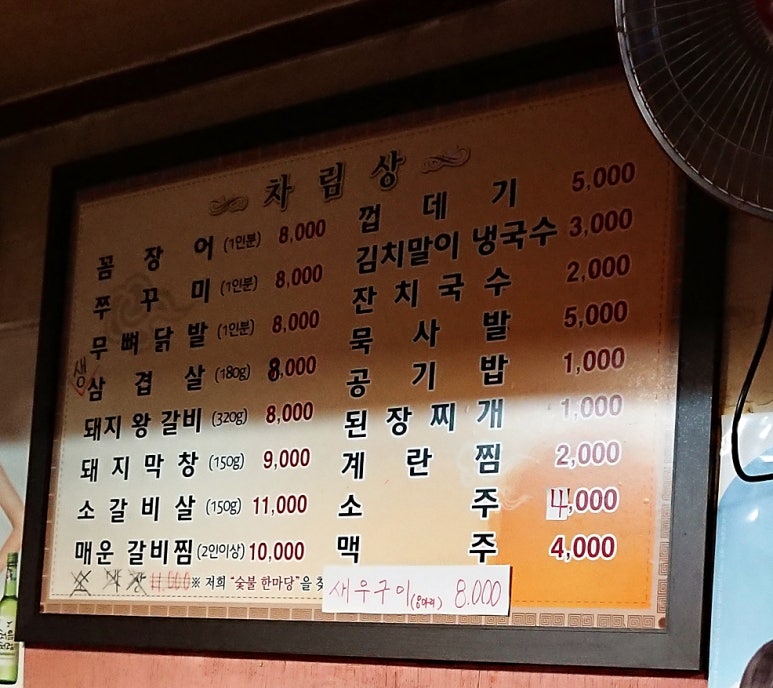 차림상
꼼장어 (1인분) 8,000
쭈꾸미 (1인분) 8,000
무뼈닭발 (1인분) 8,000
생삼겹살 (180g) 8,000
돼지왕갈비 (320g) 8,000
돼지막창 (150g) 9,000
소갈비살 (150g) 11,000
매운갈비찜 (2인이상) 10,000
11,000 ※ 저희 "숯불 한마당"을 찾
껍데기 5,000
김치말이 냉국수 3,000
잔치국수 2,000
묵사발 5,000
공기밥 1,000
된장찌개 1,000
계란찜 2,000
소주 4,000
맥주 4,000
새우구이 8.000